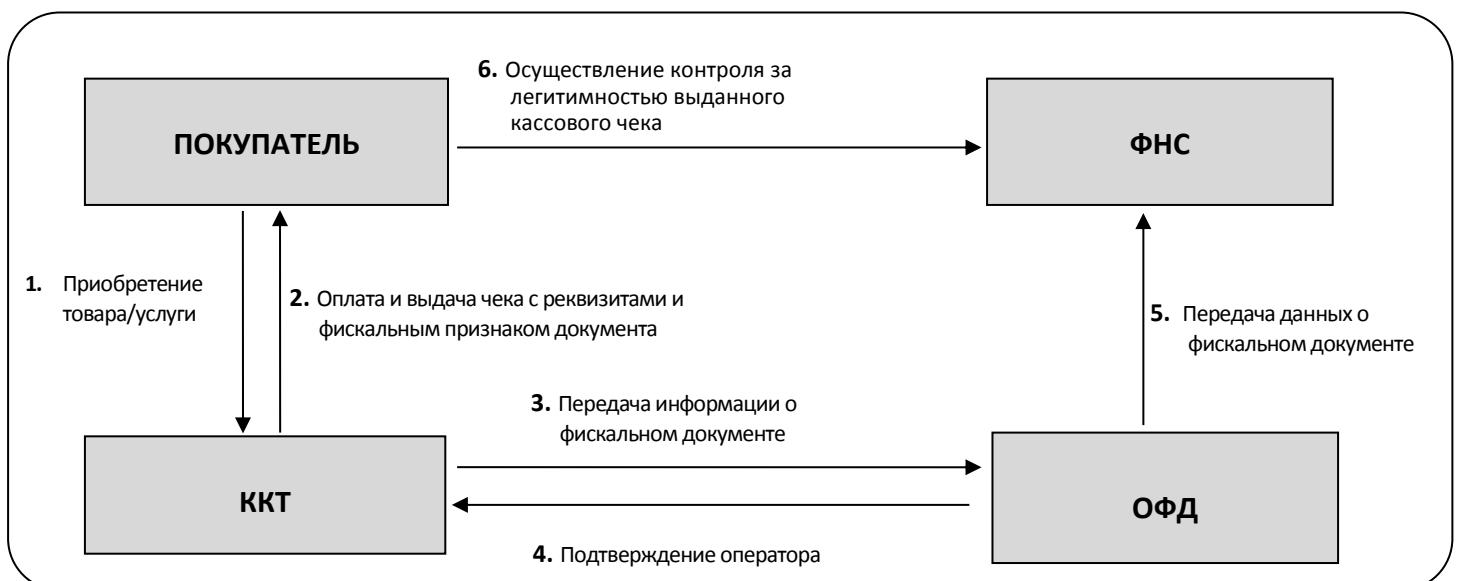 6. Осуществление контроля за
легитимностью выданного
кассового чека
ПОКУПАТЕЛЬ
ФНС
1. Приобретение
товара/услуги
2. Оплата и выдача чека с реквизитами и
фискальным признаком документа
5. Передача данных о
фискальном документе
3. Передача информации о
фискальном документе
ККТ
ОФД
4. Подтверждение оператора